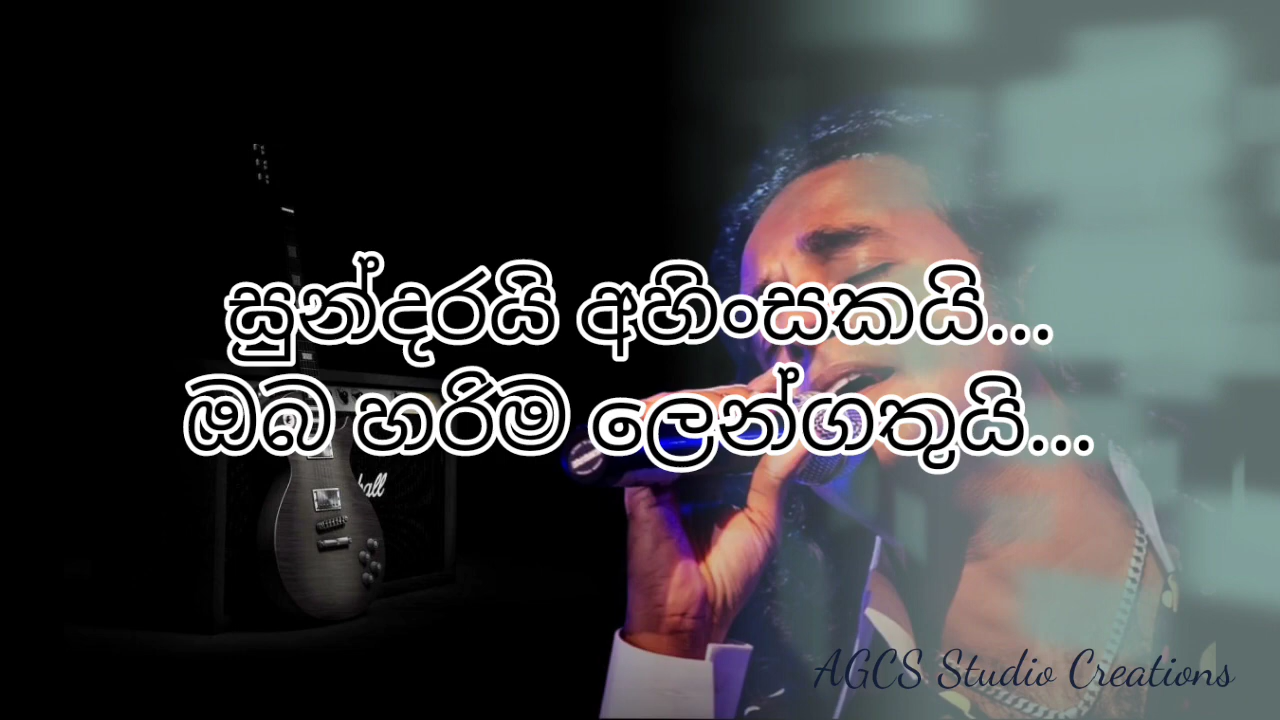 සුන්දරයි අහිංසකයි...
ඔබ හරිම ලෙන්ගතුයි...
AGCS Studio Creations